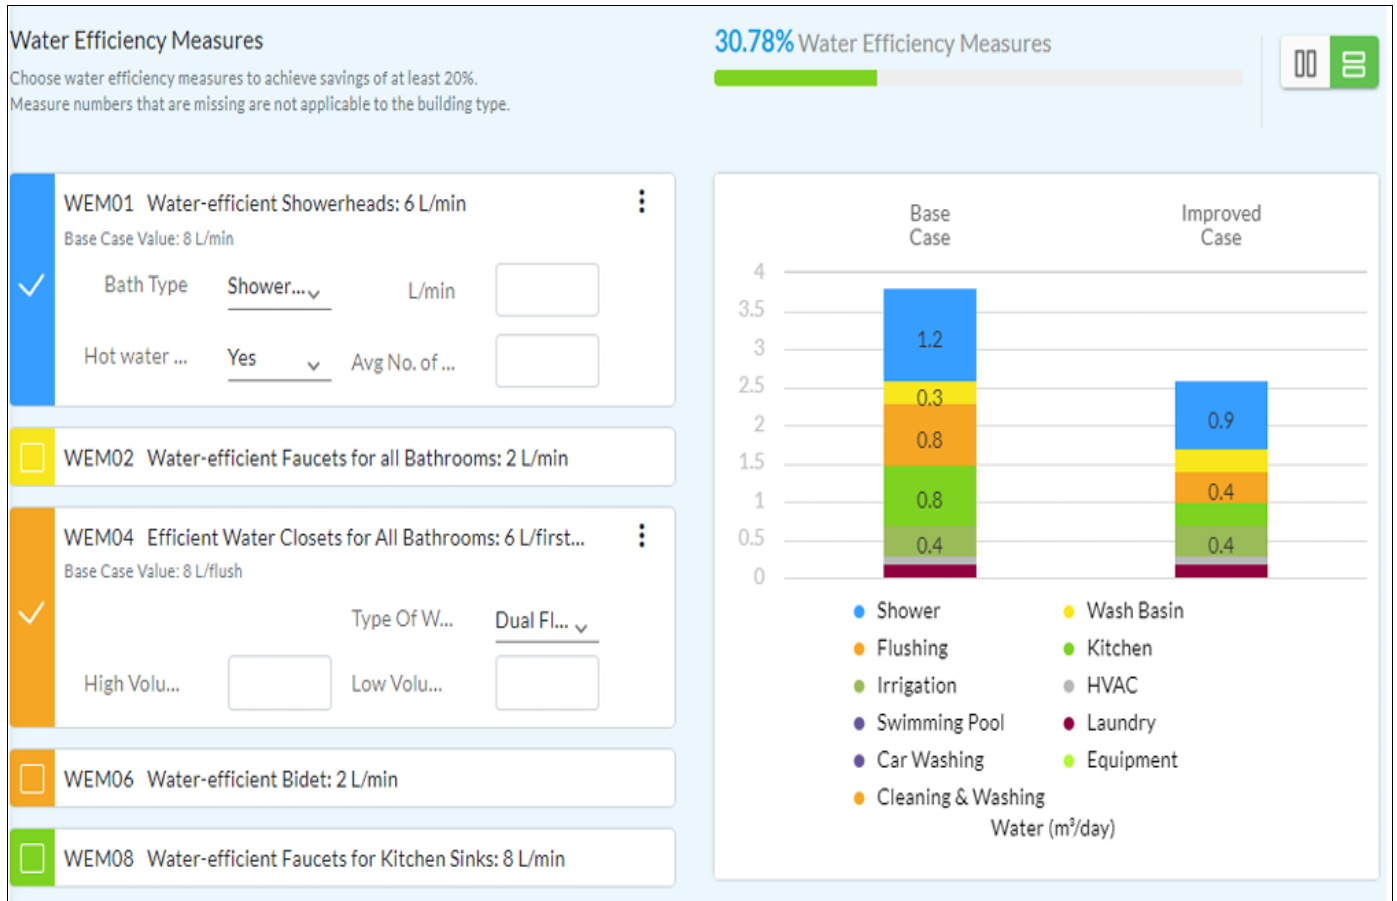 Water Efficiency Measures
Choose water efficiency measures to achieve savings of at least 20%.
Measure numbers that are missing are not applicable to the building type.
30.78% Water Efficiency Measures
WEM01 Water-efficient Showerheads: 6 L/min
Base Case Value: 8 L/min
Bath Type Shower... L/min
Hot water ... Yes Avg No. of ...
WEM02 Water-efficient Faucets for all Bathrooms: 2 L/min
WEM04 Efficient Water Closets for All Bathrooms: 6 L/first...
Base Case Value: 8 L/flush
Type Of W... Dual Fl...
High Volu... Low Volu...
WEM06 Water-efficient Bidet: 2 L/min
WEM08 Water-efficient Faucets for Kitchen Sinks: 8 L/min
Base Improved
Case Case
4
3.5
3
2.5
2
1.5
1
0.5
0
1.2
0.3
0.8
0.8
0.4
0.9
0.4
0.4
Shower Wash Basin
Flushing Kitchen
Irrigation HVAC
Swimming Pool Laundry
Car Washing Equipment
Cleaning & Washing
Water (m³/day)